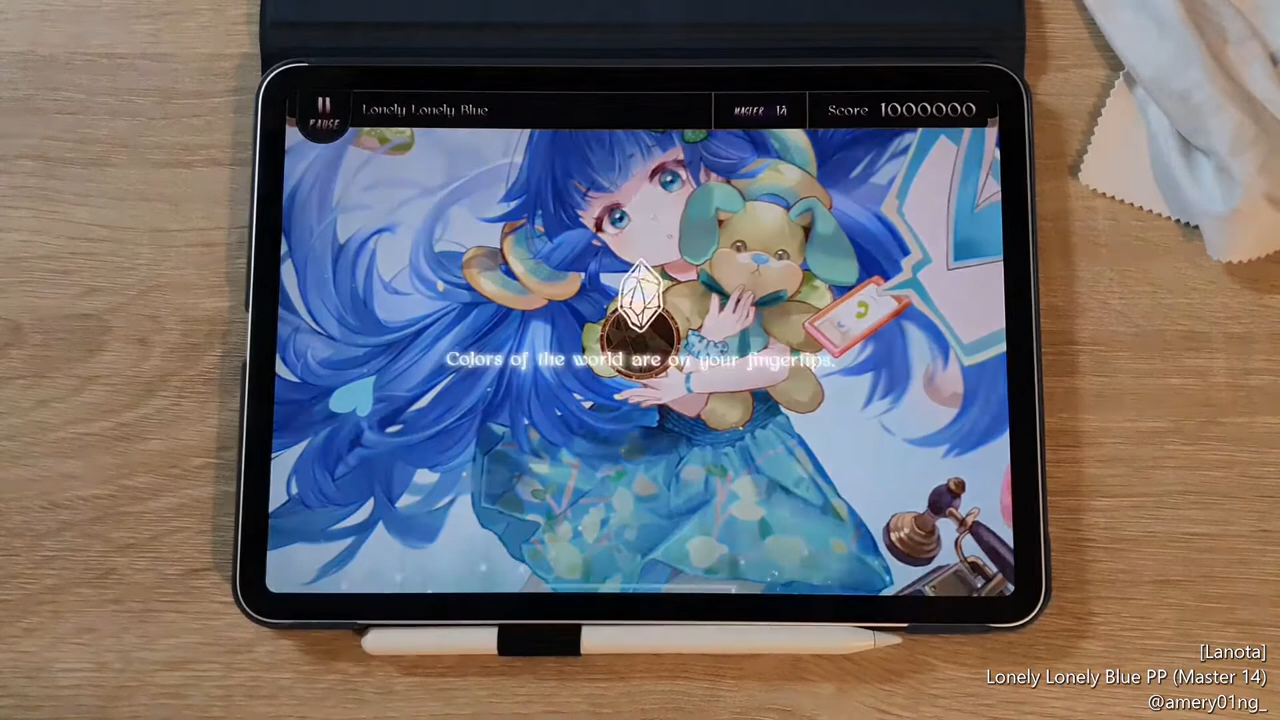 PAUSE
Lonely Lonely Blue
MASTER 14
Score 1000000
Colors of the world are on your fingertips.
[Lanota]
Lonely Lonely Blue PP (Master 14)
@amery01ng_